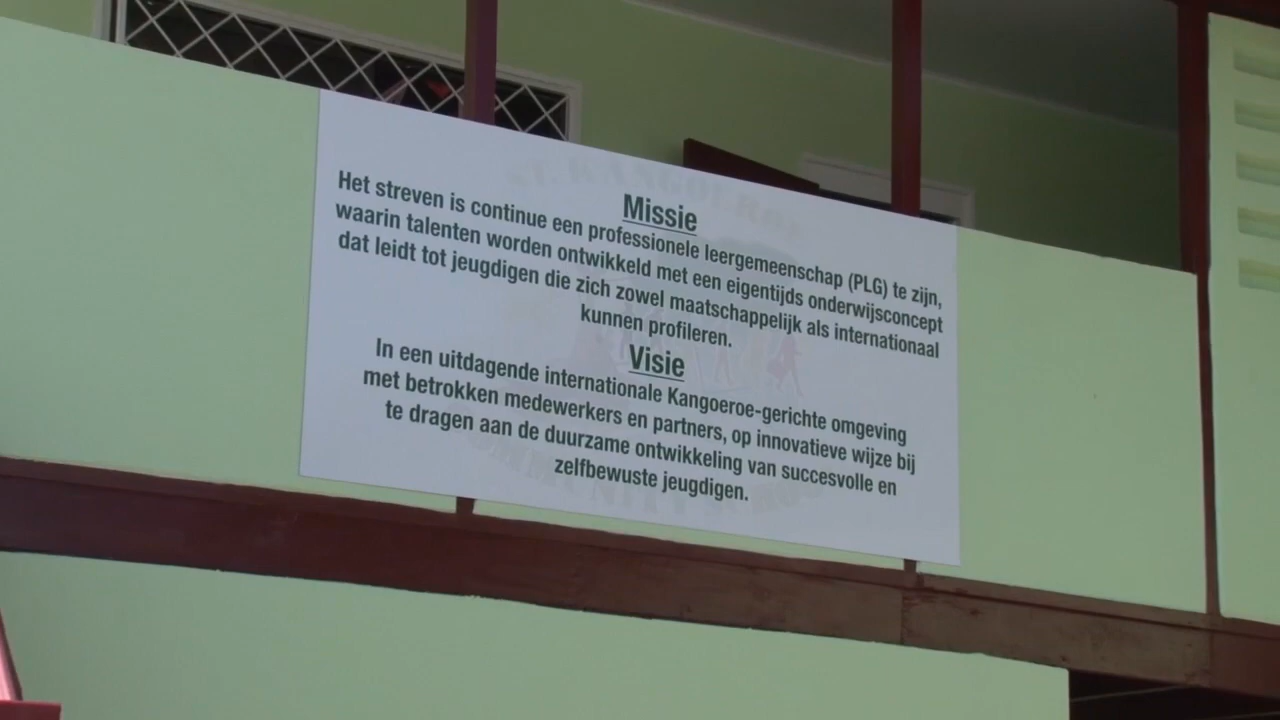 ST. KANGOEROE
Missie
Het streven is continue een professionele leergemeenschap (PLG) te zijn,
waarin talenten worden ontwikkeld met een eigentijds onderwijsconcept
dat leidt tot jeugdigen die zich zowel maatschappelijk als internationaal
kunnen profileren.
Visie
In een uitdagende internationale Kangoeroe-gerichte omgeving
met betrokken medewerkers en partners, op innovatieve wijze bij
te dragen aan de duurzame ontwikkeling van succesvolle en
zelfbewuste jeugdigen.